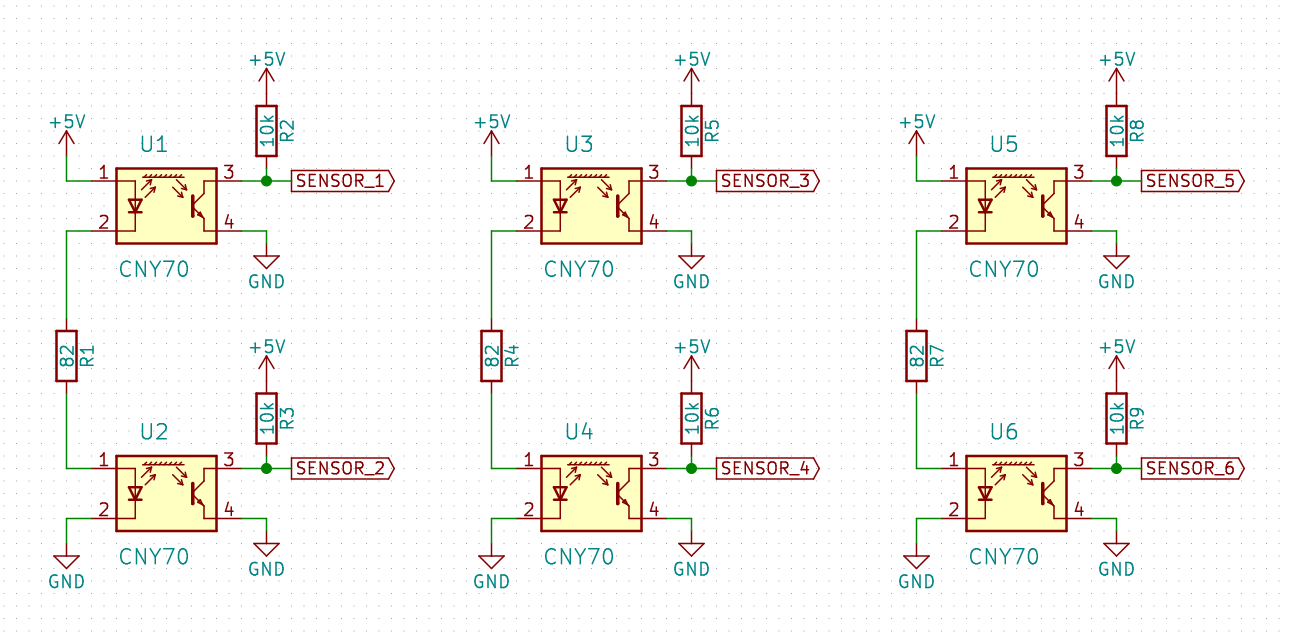 +5V
+5V
+5V
+5V
+5V
+5V
U1
10k
R2
U3
10k
R5
U5
10k
R8
1
3
SENSOR_1
1
3
SENSOR_3
1
3
SENSOR_5
2
4
2
4
2
4
CNY70
GND
CNY70
GND
CNY70
GND
82
R1
+5V
82
R4
+5V
82
R7
+5V
U2
10k
R3
U4
10k
R6
U6
10k
R9
1
3
SENSOR_2
1
3
SENSOR_4
1
3
SENSOR_6
2
4
2
4
2
4
CNY70
CNY70
CNY70
GND
GND
GND
GND
GND
GND